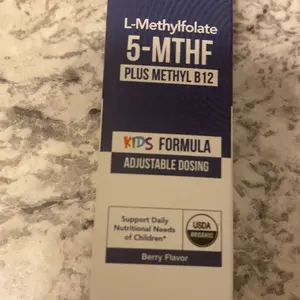 L-Methylfolate
5-MTHF
PLUS METHYL B12
KIDS FORMULA
ADJUSTABLE DOSING
Support Daily
Nutritional Needs
of Children*
USDA
ORGANIC
Berry Flavor